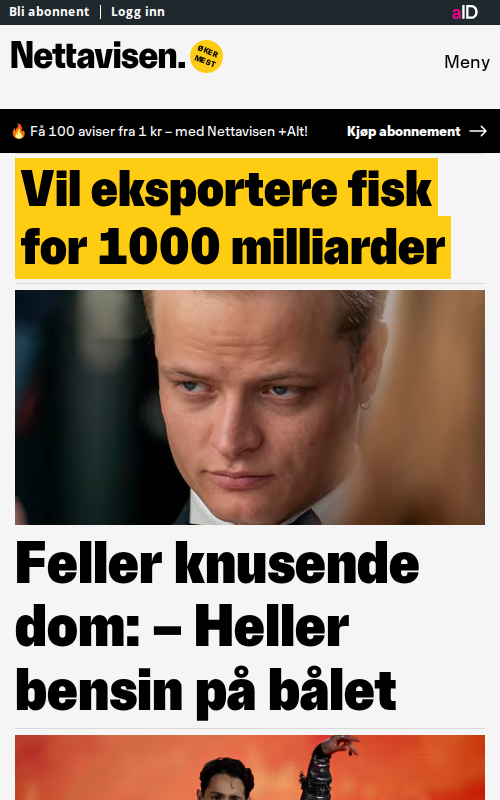 Bli abonnent | Logg inn
aID
Nettavisen.
ØKER MEST
Meny
🔥 Få 100 aviser fra 1 kr – med Nettavisen +Alt!
Kjøp abonnement →
Vil eksportere fisk
for 1000 milliarder
Feller knusende
dom: – Heller
bensin på bålet